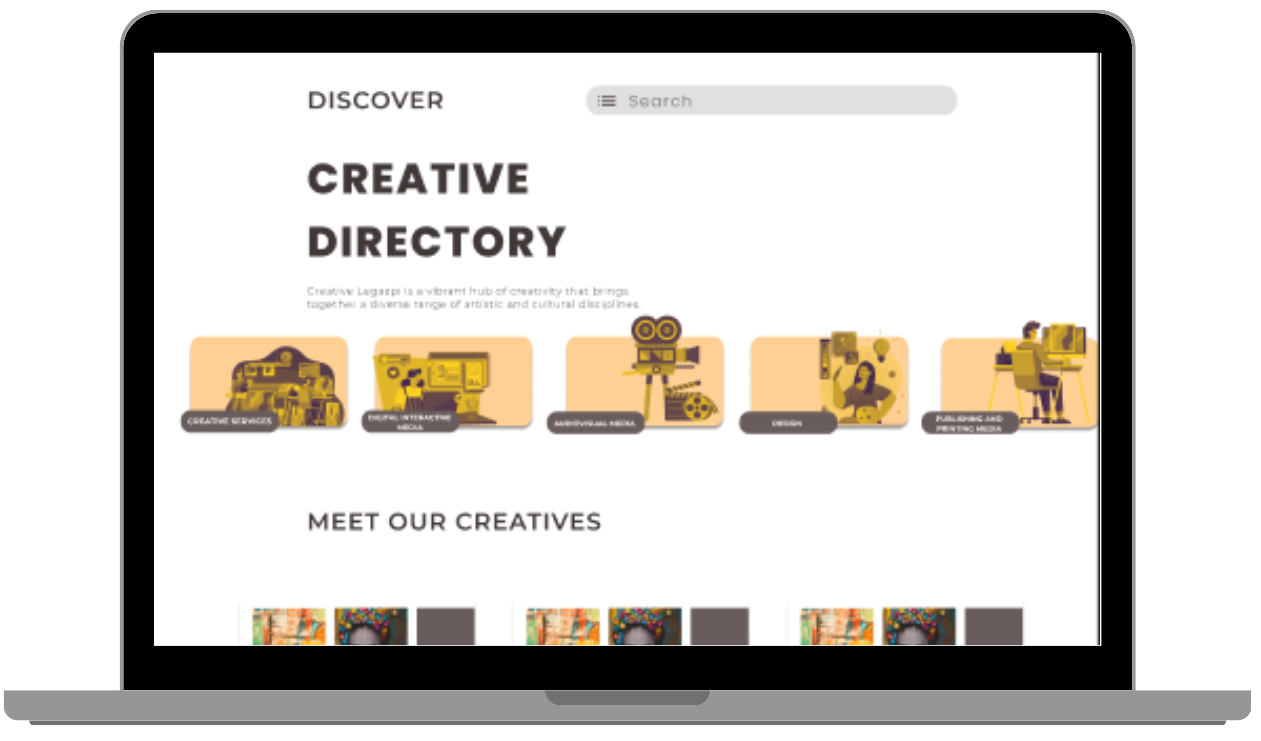 DISCOVER
Search
CREATIVE
DIRECTORY
Creative Legazpi is a vibrant hub of creativity that brings
together a diverse range of artistic and cultural disciplines.
CREATIVE SERVICES
DIGITAL INTERACTIVE
MEDIA
AUDIOVISUAL MEDIA
DESIGN
PUBLISHING AND
PRINTING MEDIA
MEET OUR CREATIVES